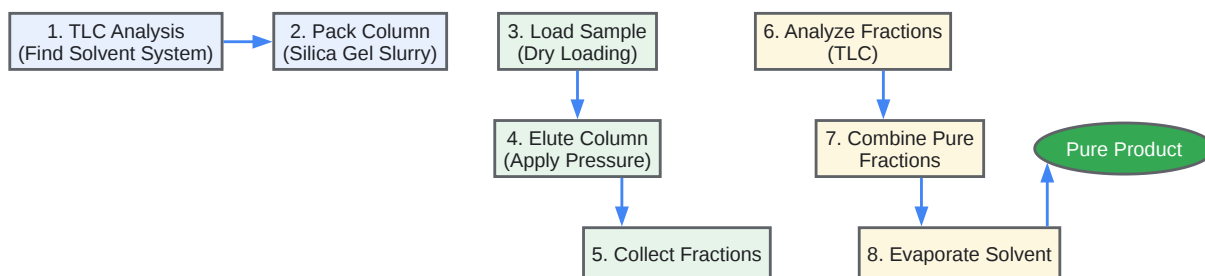 1. TLC Analysis
(Find Solvent System)
2. Pack Column
(Silica Gel Slurry)
3. Load Sample
(Dry Loading)
4. Elute Column
(Apply Pressure)
5. Collect Fractions
6. Analyze Fractions
(TLC)
7. Combine Pure
Fractions
8. Evaporate Solvent
Pure Product